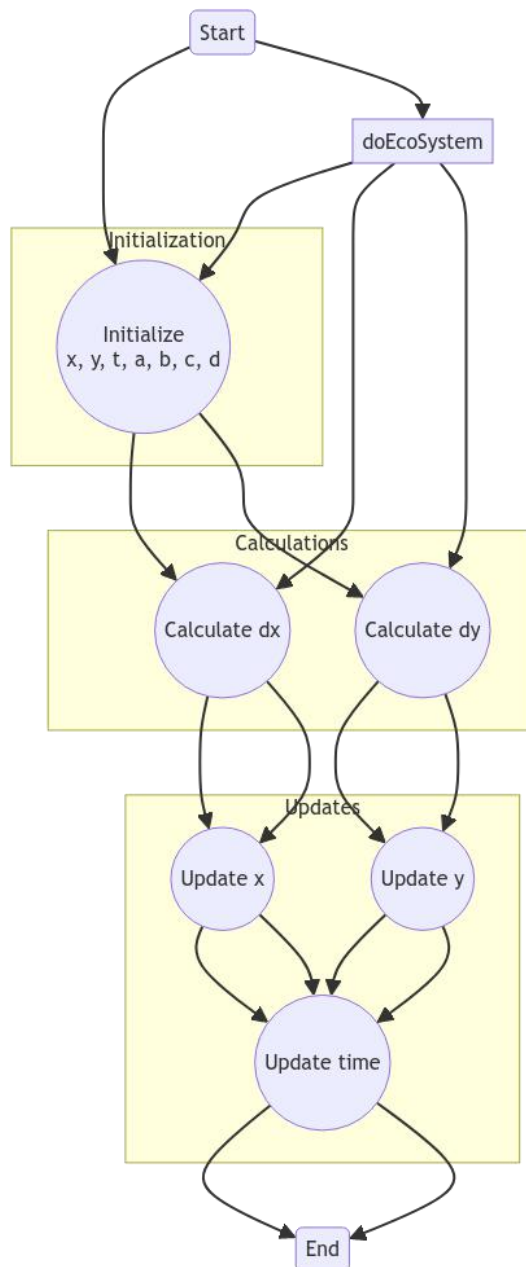 Start
doEcoSystem
Initialization
Initialize
x, y, t, a, b, c, d
Calculations
Calculate dx
Calculate dy
Updates
Update x
Update y
Update time
End